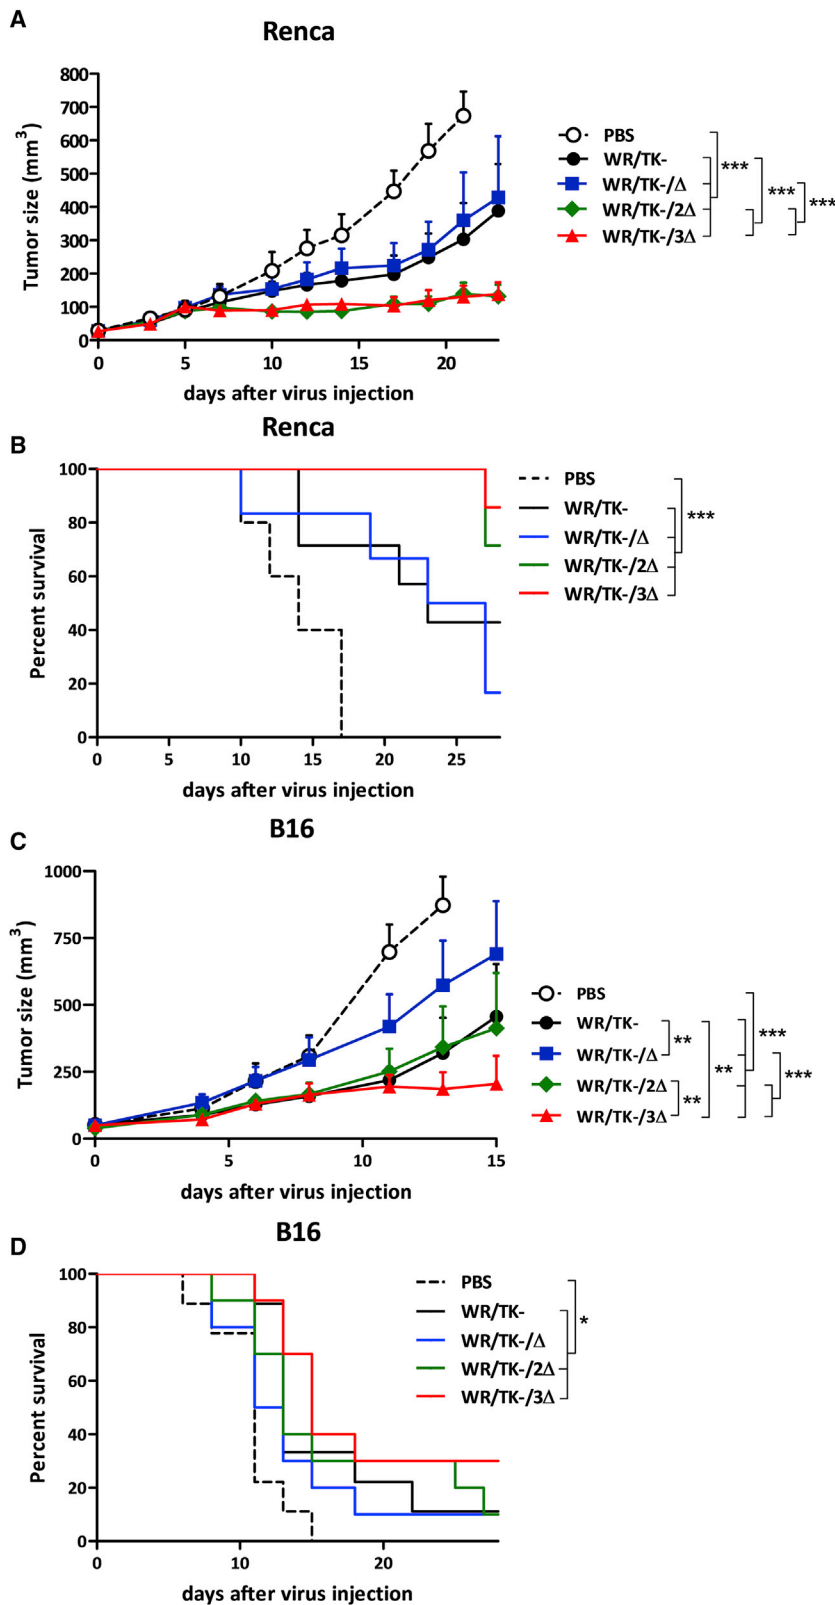 A
Renca
Tumor size (mm³)
800
700
600
500
400
300
200
100
0
0 5 10 15 20
days after virus injection
PBS
WR/TK-
WR/TK-/Δ
WR/TK-/2Δ
WR/TK-/3Δ
*** *** ***
B
Renca
Percent survival
100
80
60
40
20
0
0 5 10 15 20 25
days after virus injection
PBS
WR/TK-
WR/TK-/Δ
WR/TK-/2Δ
WR/TK-/3Δ
***
C
B16
Tumor size (mm³)
1000
750
500
250
0
0 5 10 15
days after virus injection
PBS
WR/TK-
WR/TK-/Δ
WR/TK-/2Δ
WR/TK-/3Δ
** ** ** *** ***
D
B16
Percent survival
100
80
60
40
20
0
0 10 20
days after virus injection
PBS
WR/TK-
WR/TK-/Δ
WR/TK-/2Δ
WR/TK-/3Δ
*